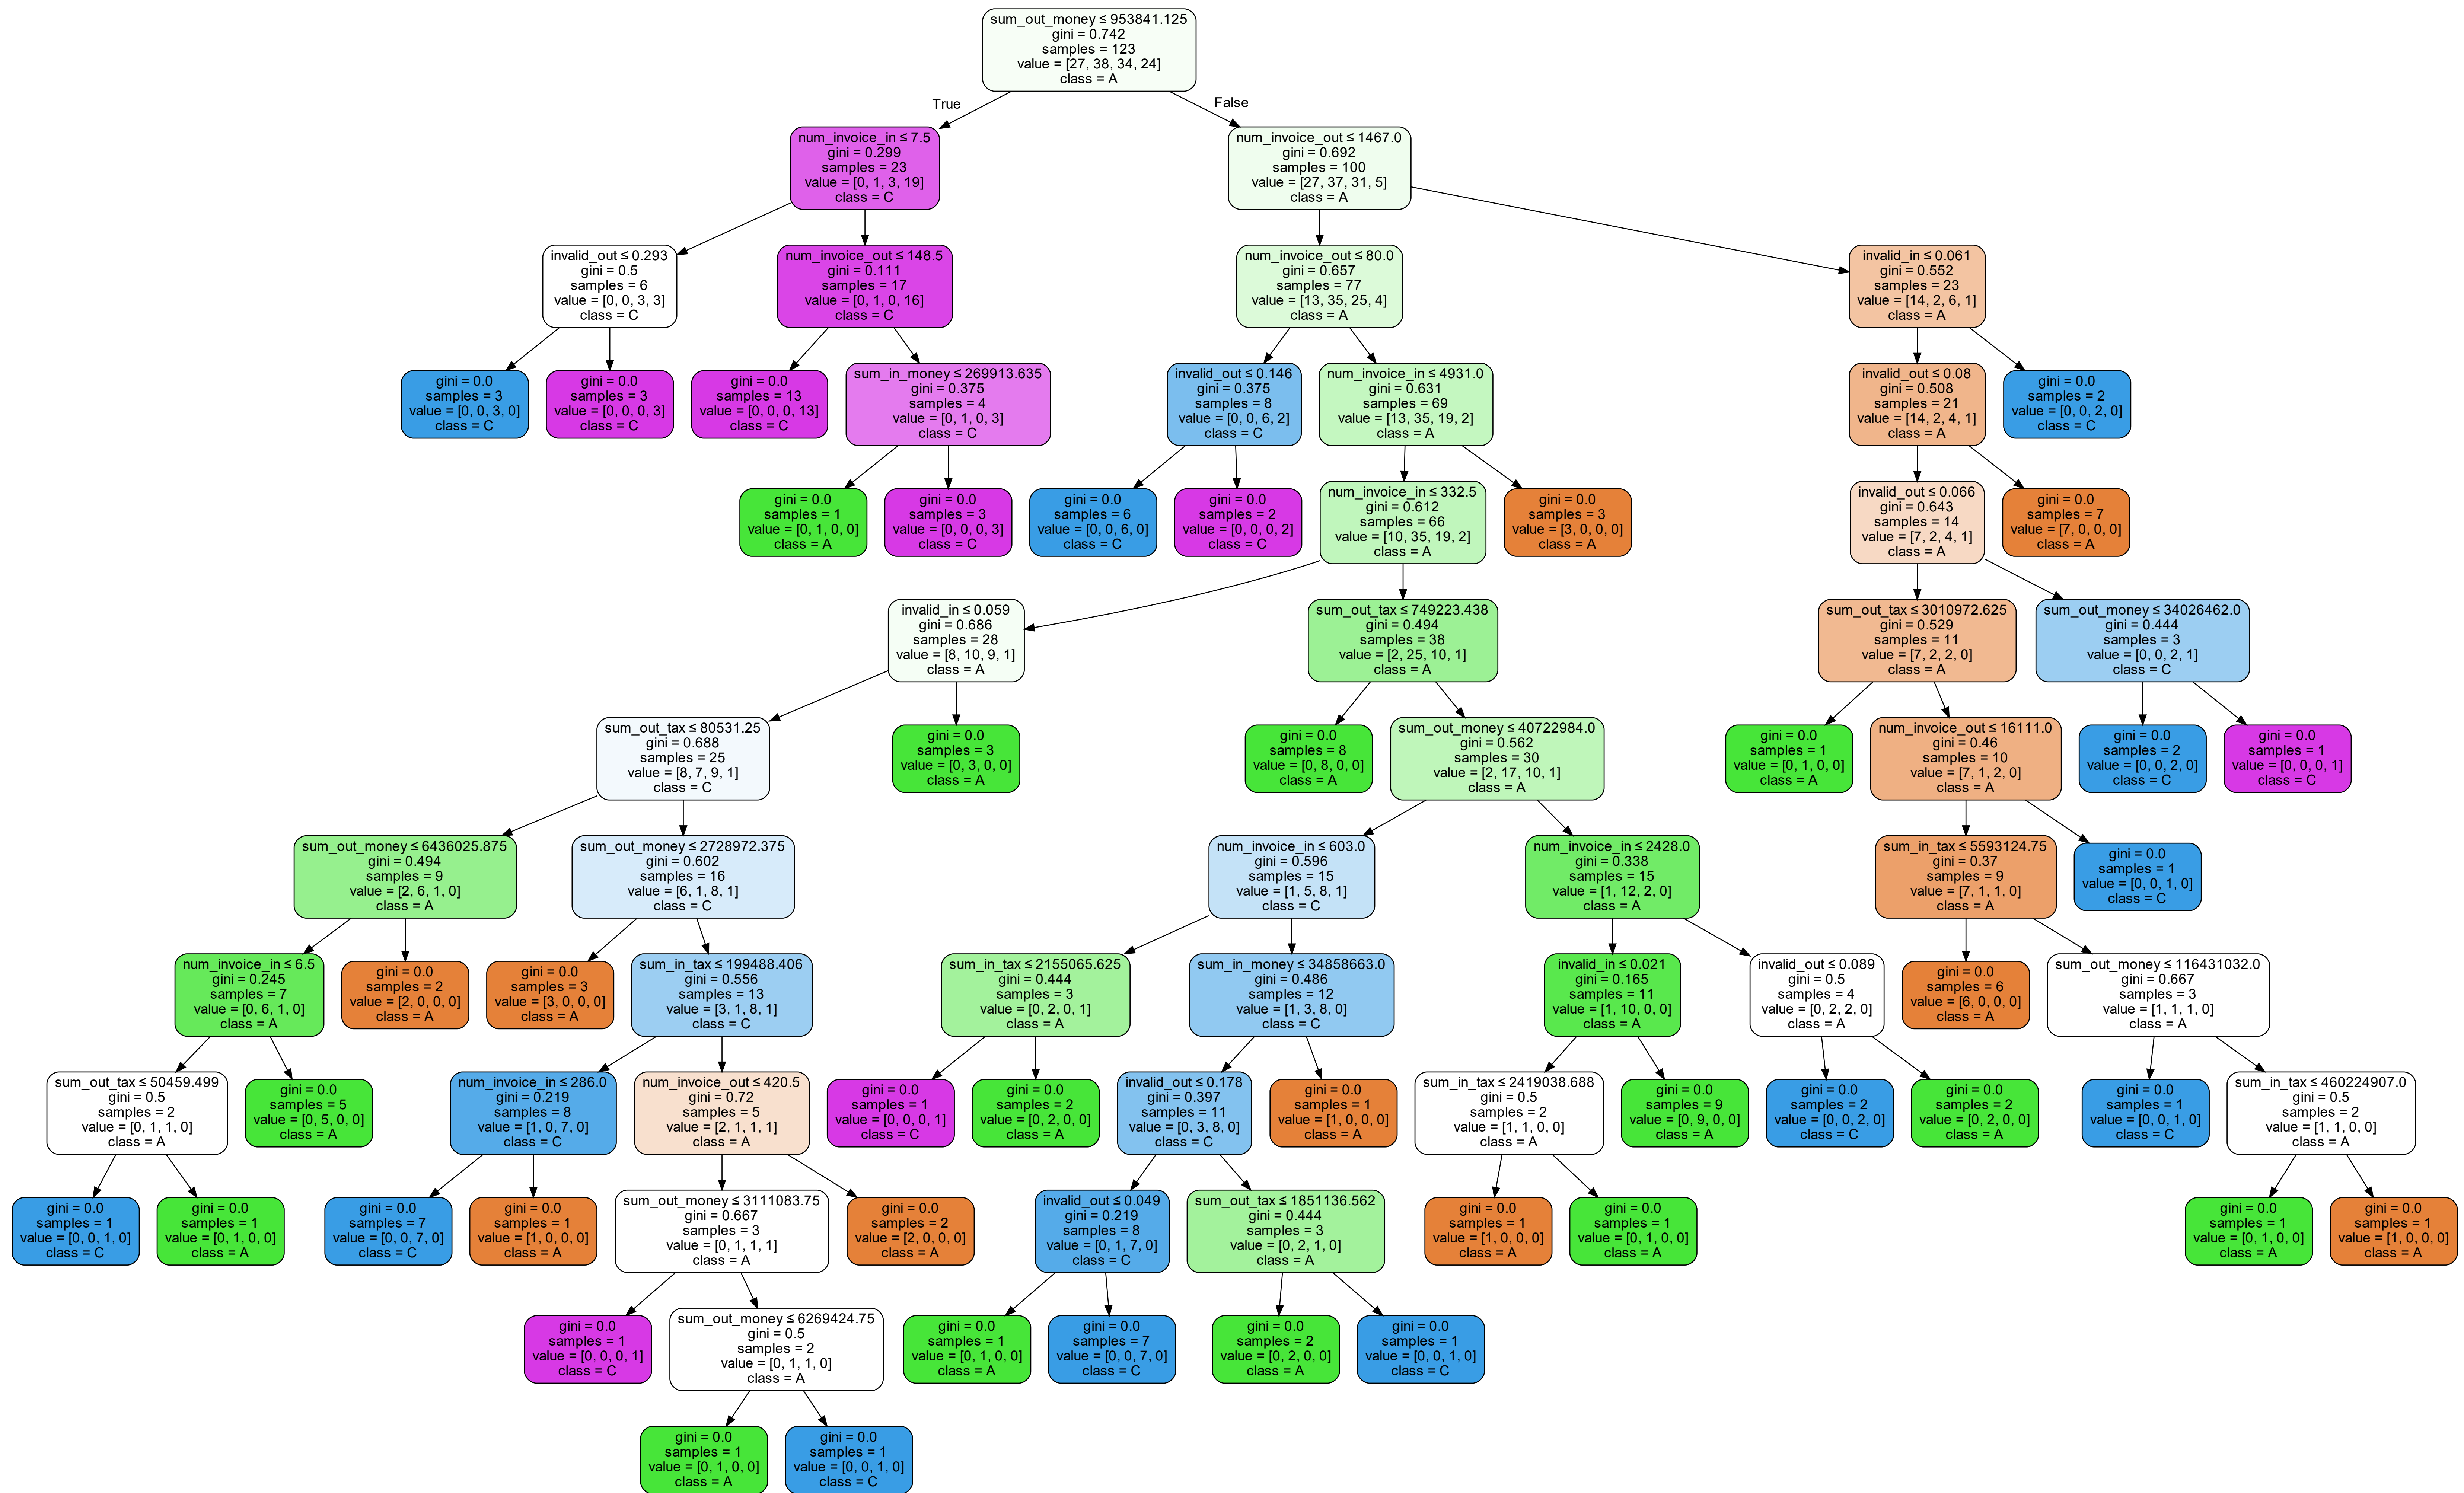 sum_out_money ≤ 953841.125
gini = 0.742
samples = 123
value = [27, 38, 34, 24]
class = A
True
False
num_invoice_in ≤ 7.5
gini = 0.299
samples = 23
value = [0, 1, 3, 19]
class = C
num_invoice_out ≤ 1467.0
gini = 0.692
samples = 100
value = [27, 37, 31, 5]
class = A
invalid_out ≤ 0.293
gini = 0.5
samples = 6
value = [0, 0, 3, 3]
class = C
num_invoice_out ≤ 148.5
gini = 0.111
samples = 17
value = [0, 1, 0, 16]
class = C
num_invoice_out ≤ 80.0
gini = 0.657
samples = 77
value = [13, 35, 25, 4]
class = A
invalid_in ≤ 0.061
gini = 0.552
samples = 23
value = [14, 2, 6, 1]
class = A
gini = 0.0
samples = 3
value = [0, 0, 3, 0]
class = C
gini = 0.0
samples = 3
value = [0, 0, 0, 3]
class = C
gini = 0.0
samples = 13
value = [0, 0, 0, 13]
class = C
sum_in_money ≤ 269913.635
gini = 0.375
samples = 4
value = [0, 1, 0, 3]
class = C
invalid_out ≤ 0.146
gini = 0.375
samples = 8
value = [0, 0, 6, 2]
class = C
num_invoice_in ≤ 4931.0
gini = 0.631
samples = 69
value = [13, 35, 19, 2]
class = A
invalid_out ≤ 0.08
gini = 0.508
samples = 21
value = [14, 2, 4, 1]
class = A
gini = 0.0
samples = 2
value = [0, 0, 2, 0]
class = C
gini = 0.0
samples = 1
value = [0, 1, 0, 0]
class = A
gini = 0.0
samples = 3
value = [0, 0, 0, 3]
class = C
gini = 0.0
samples = 6
value = [0, 0, 6, 0]
class = C
gini = 0.0
samples = 2
value = [0, 0, 0, 2]
class = C
num_invoice_in ≤ 332.5
gini = 0.612
samples = 66
value = [10, 35, 19, 2]
class = A
gini = 0.0
samples = 3
value = [3, 0, 0, 0]
class = A
invalid_out ≤ 0.066
gini = 0.643
samples = 14
value = [7, 2, 4, 1]
class = A
gini = 0.0
samples = 7
value = [7, 0, 0, 0]
class = A
invalid_in ≤ 0.059
gini = 0.686
samples = 28
value = [8, 10, 9, 1]
class = A
sum_out_tax ≤ 749223.438
gini = 0.494
samples = 38
value = [2, 25, 10, 1]
class = A
sum_out_tax ≤ 3010972.625
gini = 0.529
samples = 11
value = [7, 2, 2, 0]
class = A
sum_out_money ≤ 34026462.0
gini = 0.444
samples = 3
value = [0, 0, 2, 1]
class = C
sum_out_tax ≤ 80531.25
gini = 0.688
samples = 25
value = [8, 7, 9, 1]
class = C
gini = 0.0
samples = 3
value = [0, 3, 0, 0]
class = A
gini = 0.0
samples = 8
value = [0, 8, 0, 0]
class = A
sum_out_money ≤ 40722984.0
gini = 0.562
samples = 30
value = [2, 17, 10, 1]
class = A
gini = 0.0
samples = 1
value = [0, 1, 0, 0]
class = A
num_invoice_out ≤ 16111.0
gini = 0.46
samples = 10
value = [7, 1, 2, 0]
class = A
gini = 0.0
samples = 2
value = [0, 0, 2, 0]
class = C
gini = 0.0
samples = 1
value = [0, 0, 0, 1]
class = C
sum_out_money ≤ 6436025.875
gini = 0.494
samples = 9
value = [2, 6, 1, 0]
class = A
sum_out_money ≤ 2728972.375
gini = 0.602
samples = 16
value = [6, 1, 8, 1]
class = C
num_invoice_in ≤ 603.0
gini = 0.596
samples = 15
value = [1, 5, 8, 1]
class = C
num_invoice_in ≤ 2428.0
gini = 0.338
samples = 15
value = [1, 12, 2, 0]
class = A
sum_in_tax ≤ 5593124.75
gini = 0.37
samples = 9
value = [7, 1, 1, 0]
class = A
gini = 0.0
samples = 1
value = [0, 0, 1, 0]
class = C
num_invoice_in ≤ 6.5
gini = 0.245
samples = 7
value = [0, 6, 1, 0]
class = A
gini = 0.0
samples = 2
value = [2, 0, 0, 0]
class = A
gini = 0.0
samples = 3
value = [3, 0, 0, 0]
class = A
sum_in_tax ≤ 199488.406
gini = 0.556
samples = 13
value = [3, 1, 8, 1]
class = C
sum_in_tax ≤ 2155065.625
gini = 0.444
samples = 3
value = [0, 2, 0, 1]
class = A
sum_in_money ≤ 34858663.0
gini = 0.486
samples = 12
value = [1, 3, 8, 0]
class = C
invalid_in ≤ 0.021
gini = 0.165
samples = 11
value = [1, 10, 0, 0]
class = A
invalid_out ≤ 0.089
gini = 0.5
samples = 4
value = [0, 2, 2, 0]
class = A
gini = 0.0
samples = 6
value = [6, 0, 0, 0]
class = A
sum_out_money ≤ 116431032.0
gini = 0.667
samples = 3
value = [1, 1, 1, 0]
class = A
sum_out_tax ≤ 50459.499
gini = 0.5
samples = 2
value = [0, 1, 1, 0]
class = A
gini = 0.0
samples = 5
value = [0, 5, 0, 0]
class = A
num_invoice_in ≤ 286.0
gini = 0.219
samples = 8
value = [1, 0, 7, 0]
class = C
num_invoice_out ≤ 420.5
gini = 0.72
samples = 5
value = [2, 1, 1, 1]
class = A
gini = 0.0
samples = 1
value = [0, 0, 0, 1]
class = C
gini = 0.0
samples = 2
value = [0, 2, 0, 0]
class = A
invalid_out ≤ 0.178
gini = 0.397
samples = 11
value = [0, 3, 8, 0]
class = C
gini = 0.0
samples = 1
value = [1, 0, 0, 0]
class = A
sum_in_tax ≤ 2419038.688
gini = 0.5
samples = 2
value = [1, 1, 0, 0]
class = A
gini = 0.0
samples = 9
value = [0, 9, 0, 0]
class = A
gini = 0.0
samples = 2
value = [0, 0, 2, 0]
class = C
gini = 0.0
samples = 2
value = [0, 2, 0, 0]
class = A
gini = 0.0
samples = 1
value = [0, 0, 1, 0]
class = C
sum_in_tax ≤ 460224907.0
gini = 0.5
samples = 2
value = [1, 1, 0, 0]
class = A
gini = 0.0
samples = 1
value = [0, 0, 1, 0]
class = C
gini = 0.0
samples = 1
value = [0, 1, 0, 0]
class = A
gini = 0.0
samples = 7
value = [0, 0, 7, 0]
class = C
gini = 0.0
samples = 1
value = [1, 0, 0, 0]
class = A
sum_out_money ≤ 3111083.75
gini = 0.667
samples = 3
value = [0, 1, 1, 1]
class = A
gini = 0.0
samples = 2
value = [2, 0, 0, 0]
class = A
invalid_out ≤ 0.049
gini = 0.219
samples = 8
value = [0, 1, 7, 0]
class = C
sum_out_tax ≤ 1851136.562
gini = 0.444
samples = 3
value = [0, 2, 1, 0]
class = A
gini = 0.0
samples = 1
value = [1, 0, 0, 0]
class = A
gini = 0.0
samples = 1
value = [0, 1, 0, 0]
class = A
gini = 0.0
samples = 1
value = [0, 1, 0, 0]
class = A
gini = 0.0
samples = 1
value = [1, 0, 0, 0]
class = A
gini = 0.0
samples = 1
value = [0, 0, 0, 1]
class = C
sum_out_money ≤ 6269424.75
gini = 0.5
samples = 2
value = [0, 1, 1, 0]
class = A
gini = 0.0
samples = 1
value = [0, 1, 0, 0]
class = A
gini = 0.0
samples = 7
value = [0, 0, 7, 0]
class = C
gini = 0.0
samples = 2
value = [0, 2, 0, 0]
class = A
gini = 0.0
samples = 1
value = [0, 0, 1, 0]
class = C
gini = 0.0
samples = 1
value = [0, 1, 0, 0]
class = A
gini = 0.0
samples = 1
value = [0, 0, 1, 0]
class = C